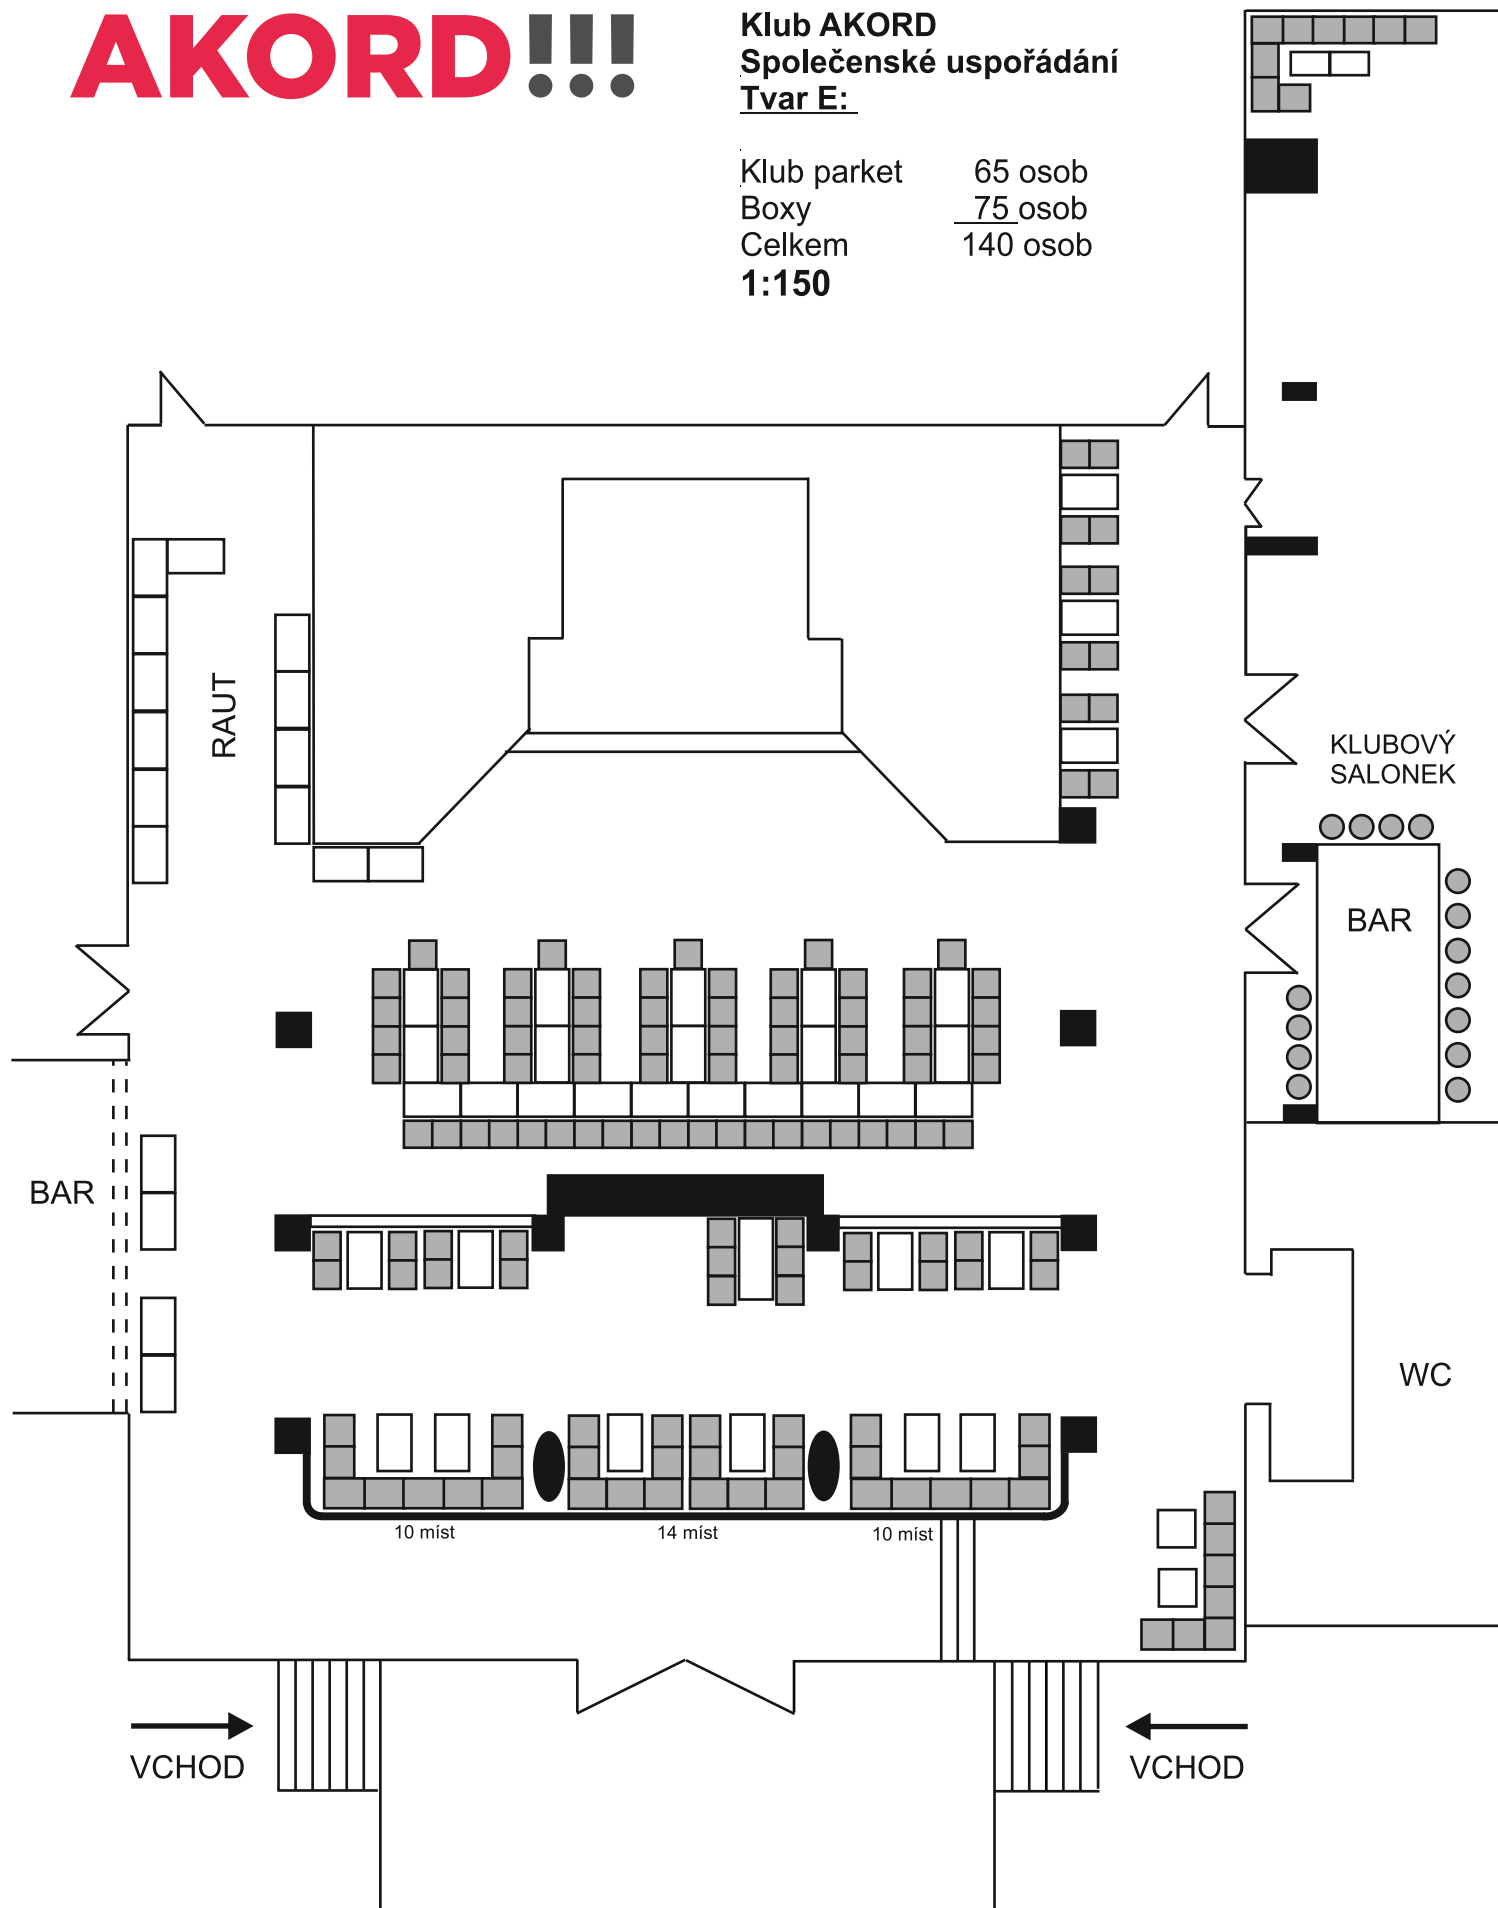 AKORD!!!
Klub AKORD
Společenské uspořádání
Tvar E:
Klub parket 65 osob
Boxy 75 osob
Celkem 140 osob
1:150
RAUT
KLUBOVÝ
SALONEK
BAR
BAR
WC
10 míst 14 míst 10 míst
VCHOD VCHOD